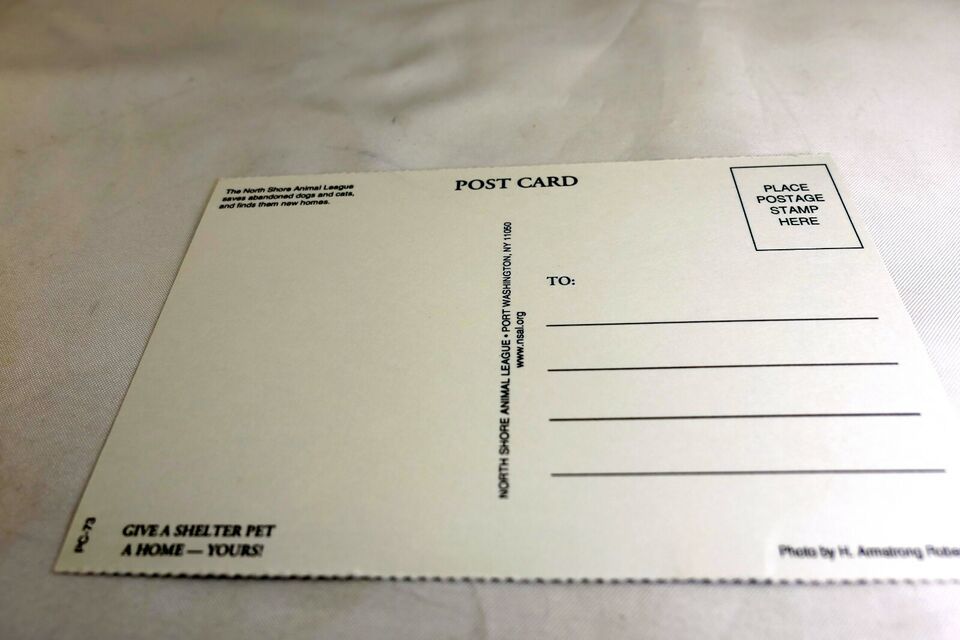 The North Shore Animal League
saves abandoned dogs and cats,
and finds them new homes.
POST CARD
PLACE
POSTAGE
STAMP
HERE
TO:
NORTH SHORE ANIMAL LEAGUE • PORT WASHINGTON, NY 11050
www.nsal.org
PC-73
GIVE A SHELTER PET
A HOME — YOURS!
Photo by H. Armstrong